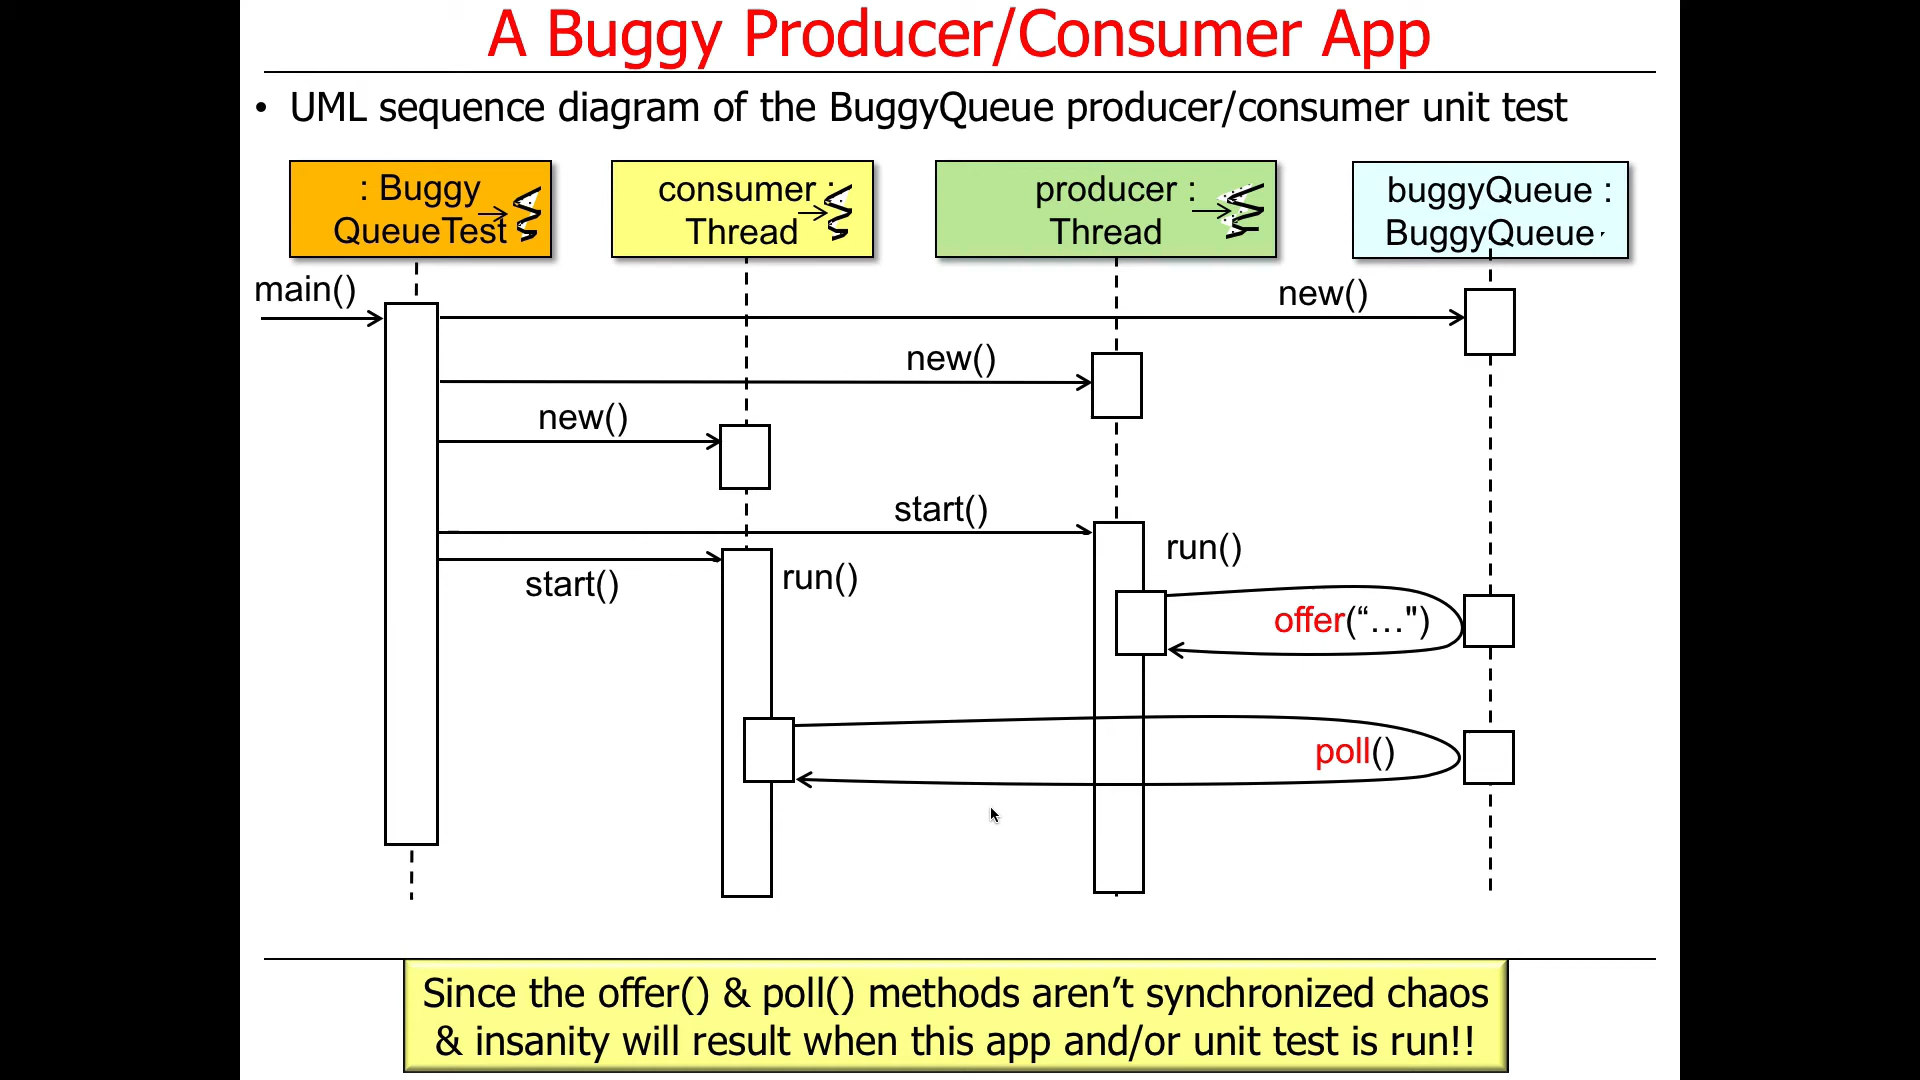 A Buggy Producer/Consumer App
• UML sequence diagram of the BuggyQueue producer/consumer unit test
: Buggy
QueueTest
consumer :
Thread
producer :
Thread
buggyQueue :
BuggyQueue
main()
new()
new()
new()
start()
start()
run()
run()
offer(“…")
poll()
Since the offer() & poll() methods aren’t synchronized chaos
& insanity will result when this app and/or unit test is run!!